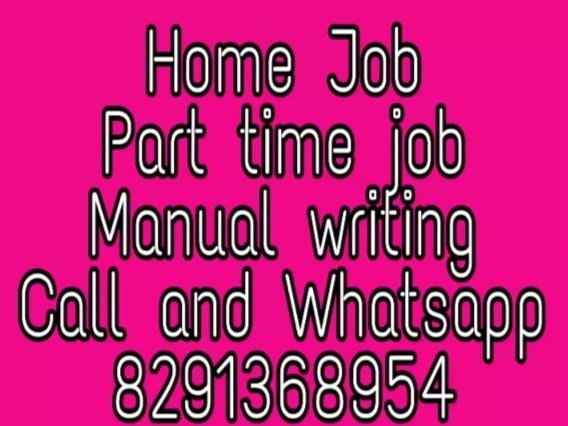 Home Job
Part time job
Manual writing
Call and Whatsapp
8291368954